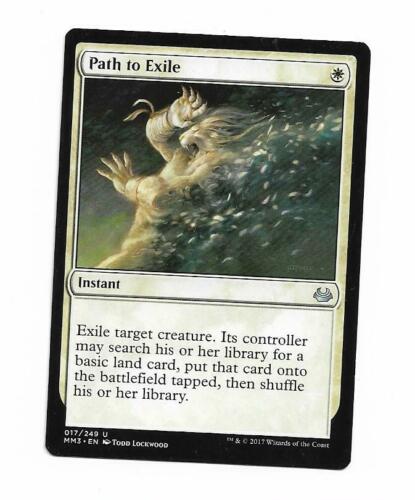 Path to Exile
Instant
Exile target creature. Its controller
may search his or her library for a
basic land card, put that card onto
the battlefield tapped, then shuffle
his or her library.
017/249 U
MM3 • EN Todd Lockwood
™ & © 2017 Wizards of the Coast